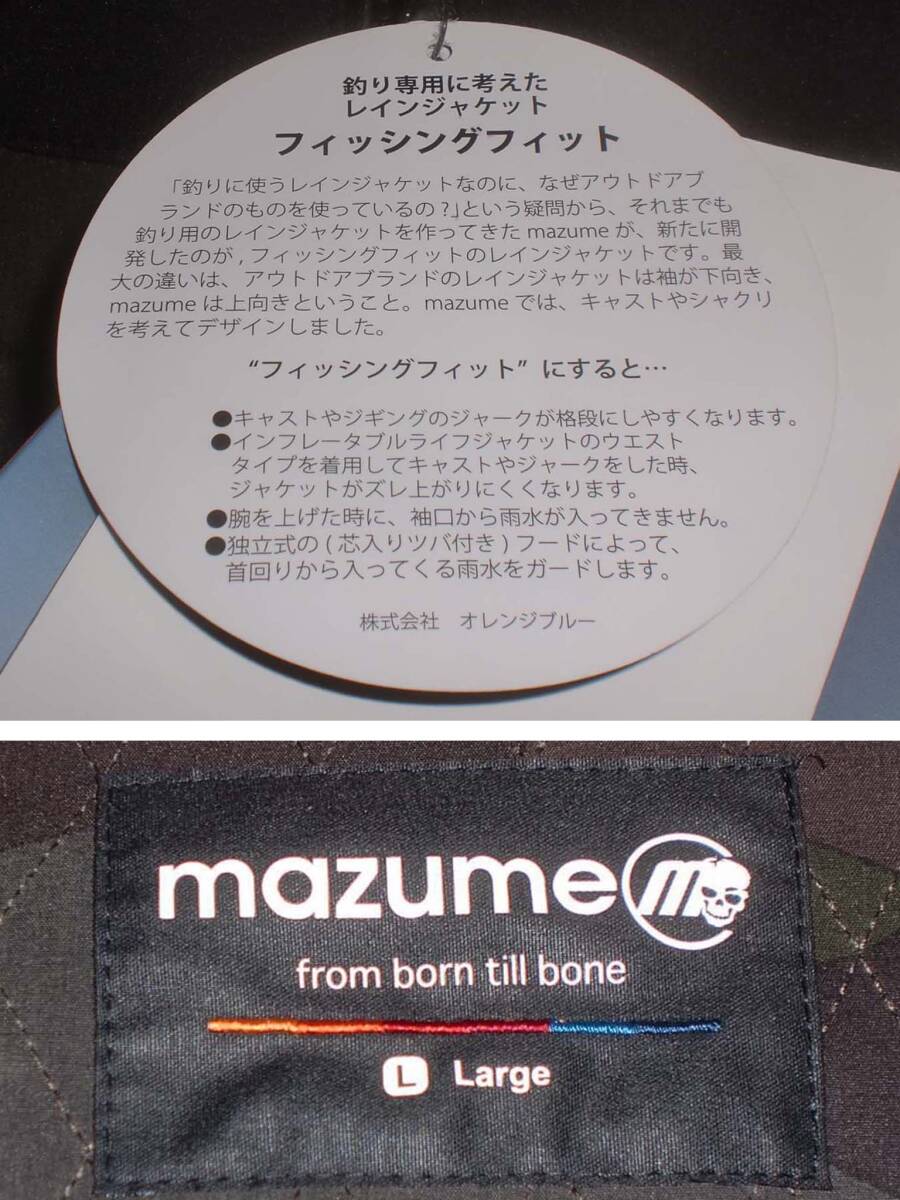 釣り専用に考えた
レインジャケット
フィッシングフィット
「釣りに使うレインジャケットなのに、なぜアウトドアブ
ランドのものを使っているの?」という疑問から、それまでも
釣り用のレインジャケットを作ってきた mazume が、新たに開
発したのが , フィッシングフィットのレインジャケットです。最
大の違いは、アウトドアブランドのレインジャケットは袖が下向き、
mazume は上向きということ。mazume では、キャストやシャクリ
を考えてデザインしました。
“フィッシングフィット” にすると…
●キャストやジギングのジャークが格段にしやすくなります。
●インフレータブルライフジャケットのウエスト
タイプを着用してキャストやジャークをした時、
ジャケットがズレ上がりにくくなります。
●腕を上げた時に、袖口から雨水が入ってきません。
●独立式の ( 芯入りツバ付き ) フードによって、
首回りから入ってくる雨水をガードします。
株式会社　オレンジブルー
mazume m
from born till bone
L Large